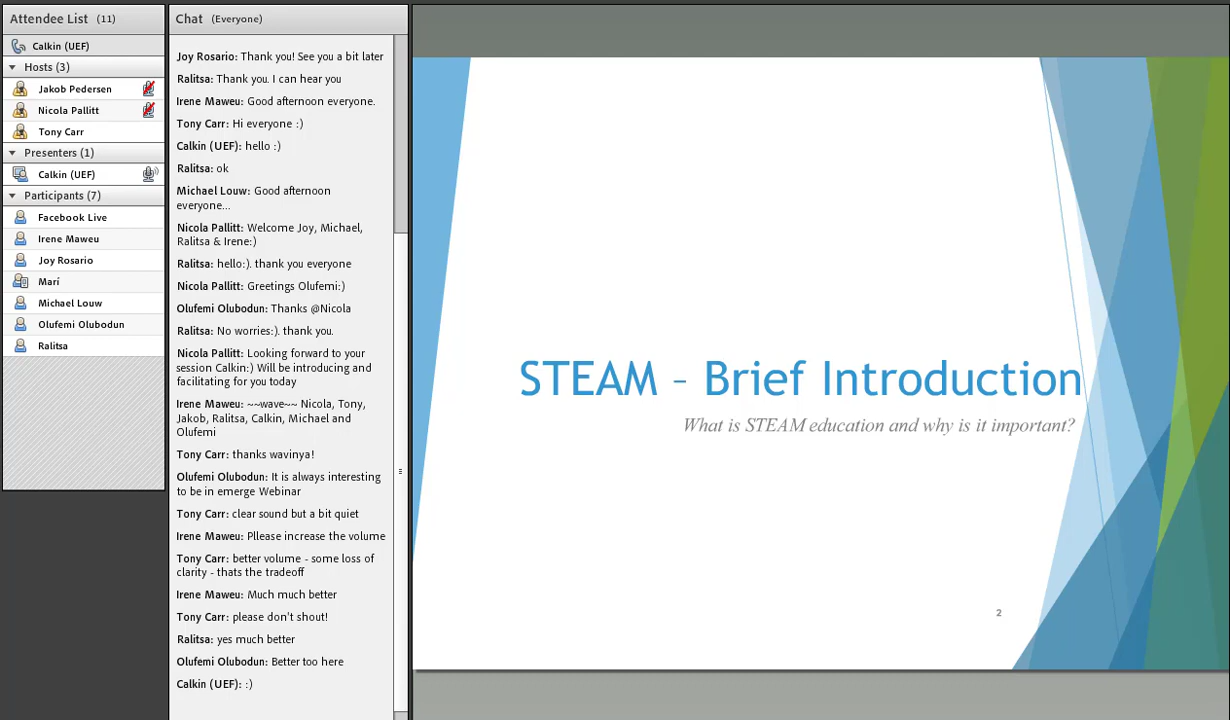 Attendee List (11)
Calkin (UEF)
Hosts (3)
Jakob Pedersen
Nicola Pallitt
Tony Carr
Presenters (1)
Calkin (UEF)
Participants (7)
Facebook Live
Irene Maweu
Joy Rosario
Marí
Michael Louw
Olufemi Olubodun
Ralitsa
Chat (Everyone)
Joy Rosario: Thank you! See you a bit later
Ralitsa: Thank you. I can hear you
Irene Maweu: Good afternoon everyone.
Tony Carr: Hi everyone :)
Calkin (UEF): hello :)
Ralitsa: ok
Michael Louw: Good afternoon
everyone...
Nicola Pallitt: Welcome Joy, Michael,
Ralitsa & Irene:)
Ralitsa: hello:). thank you everyone
Nicola Pallitt: Greetings Olufemi:)
Olufemi Olubodun: Thanks @Nicola
Ralitsa: No worries:). thank you.
Nicola Pallitt: Looking forward to your
session Calkin:) Will be introducing and
facilitating for you today
Irene Maweu: ~~wave~~ Nicola, Tony,
Jakob, Ralitsa, Calkin, Michael and
Olufemi
Tony Carr: thanks wavinya!
Olufemi Olubodun: It is always interesting
to be in emerge Webinar
Tony Carr: clear sound but a bit quiet
Irene Maweu: Pllease increase the volume
Tony Carr: better volume - some loss of
clarity - thats the tradeoff
Irene Maweu: Much much better
Tony Carr: please don't shout!
Ralitsa: yes much better
Olufemi Olubodun: Better too here
Calkin (UEF): :)
STEAM – Brief Introduction
What is STEAM education and why is it important?
2